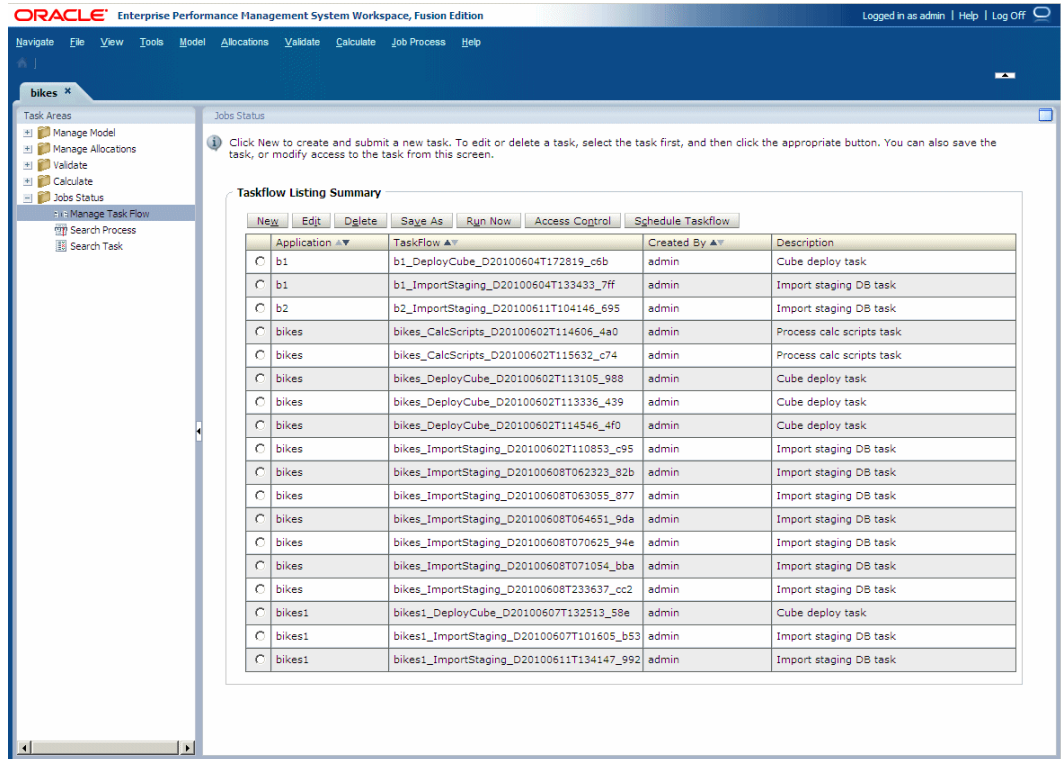 ORACLE Enterprise Performance Management System Workspace, Fusion Edition
Logged in as admin | Help | Log Off
Navigate File View Tools Model Allocations Validate Calculate Job Process Help
bikes
Task Areas
Manage Model
Manage Allocations
Validate
Calculate
Jobs Status
Manage Task Flow
Search Process
Search Task
Jobs Status
Click New to create and submit a new task. To edit or delete a task, select the task first, and then click the appropriate button. You can also save the
task, or modify access to the task from this screen.
Taskflow Listing Summary
New Edit Delete Save As Run Now Access Control Schedule Taskflow
Application TaskFlow Created By Description
b1 b1_DeployCube_D20100604T172819_c6b admin Cube deploy task
b1 b1_ImportStaging_D20100604T133433_7ff admin Import staging DB task
b2 b2_ImportStaging_D20100611T104146_695 admin Import staging DB task
bikes bikes_CalcScripts_D20100602T114606_4a0 admin Process calc scripts task
bikes bikes_CalcScripts_D20100602T115632_c74 admin Process calc scripts task
bikes bikes_DeployCube_D20100602T113105_988 admin Cube deploy task
bikes bikes_DeployCube_D20100602T113336_439 admin Cube deploy task
bikes bikes_DeployCube_D20100602T114546_4f0 admin Cube deploy task
bikes bikes_ImportStaging_D20100602T110853_c95 admin Import staging DB task
bikes bikes_ImportStaging_D20100608T062323_82b admin Import staging DB task
bikes bikes_ImportStaging_D20100608T063055_877 admin Import staging DB task
bikes bikes_ImportStaging_D20100608T064651_9da admin Import staging DB task
bikes bikes_ImportStaging_D20100608T070625_94e admin Import staging DB task
bikes bikes_ImportStaging_D20100608T071054_bba admin Import staging DB task
bikes bikes_ImportStaging_D20100608T233637_cc2 admin Import staging DB task
bikes1 bikes1_DeployCube_D20100607T132513_58e admin Cube deploy task
bikes1 bikes1_ImportStaging_D20100607T101605_b53 admin Import staging DB task
bikes1 bikes1_ImportStaging_D20100611T134147_992 admin Import staging DB task